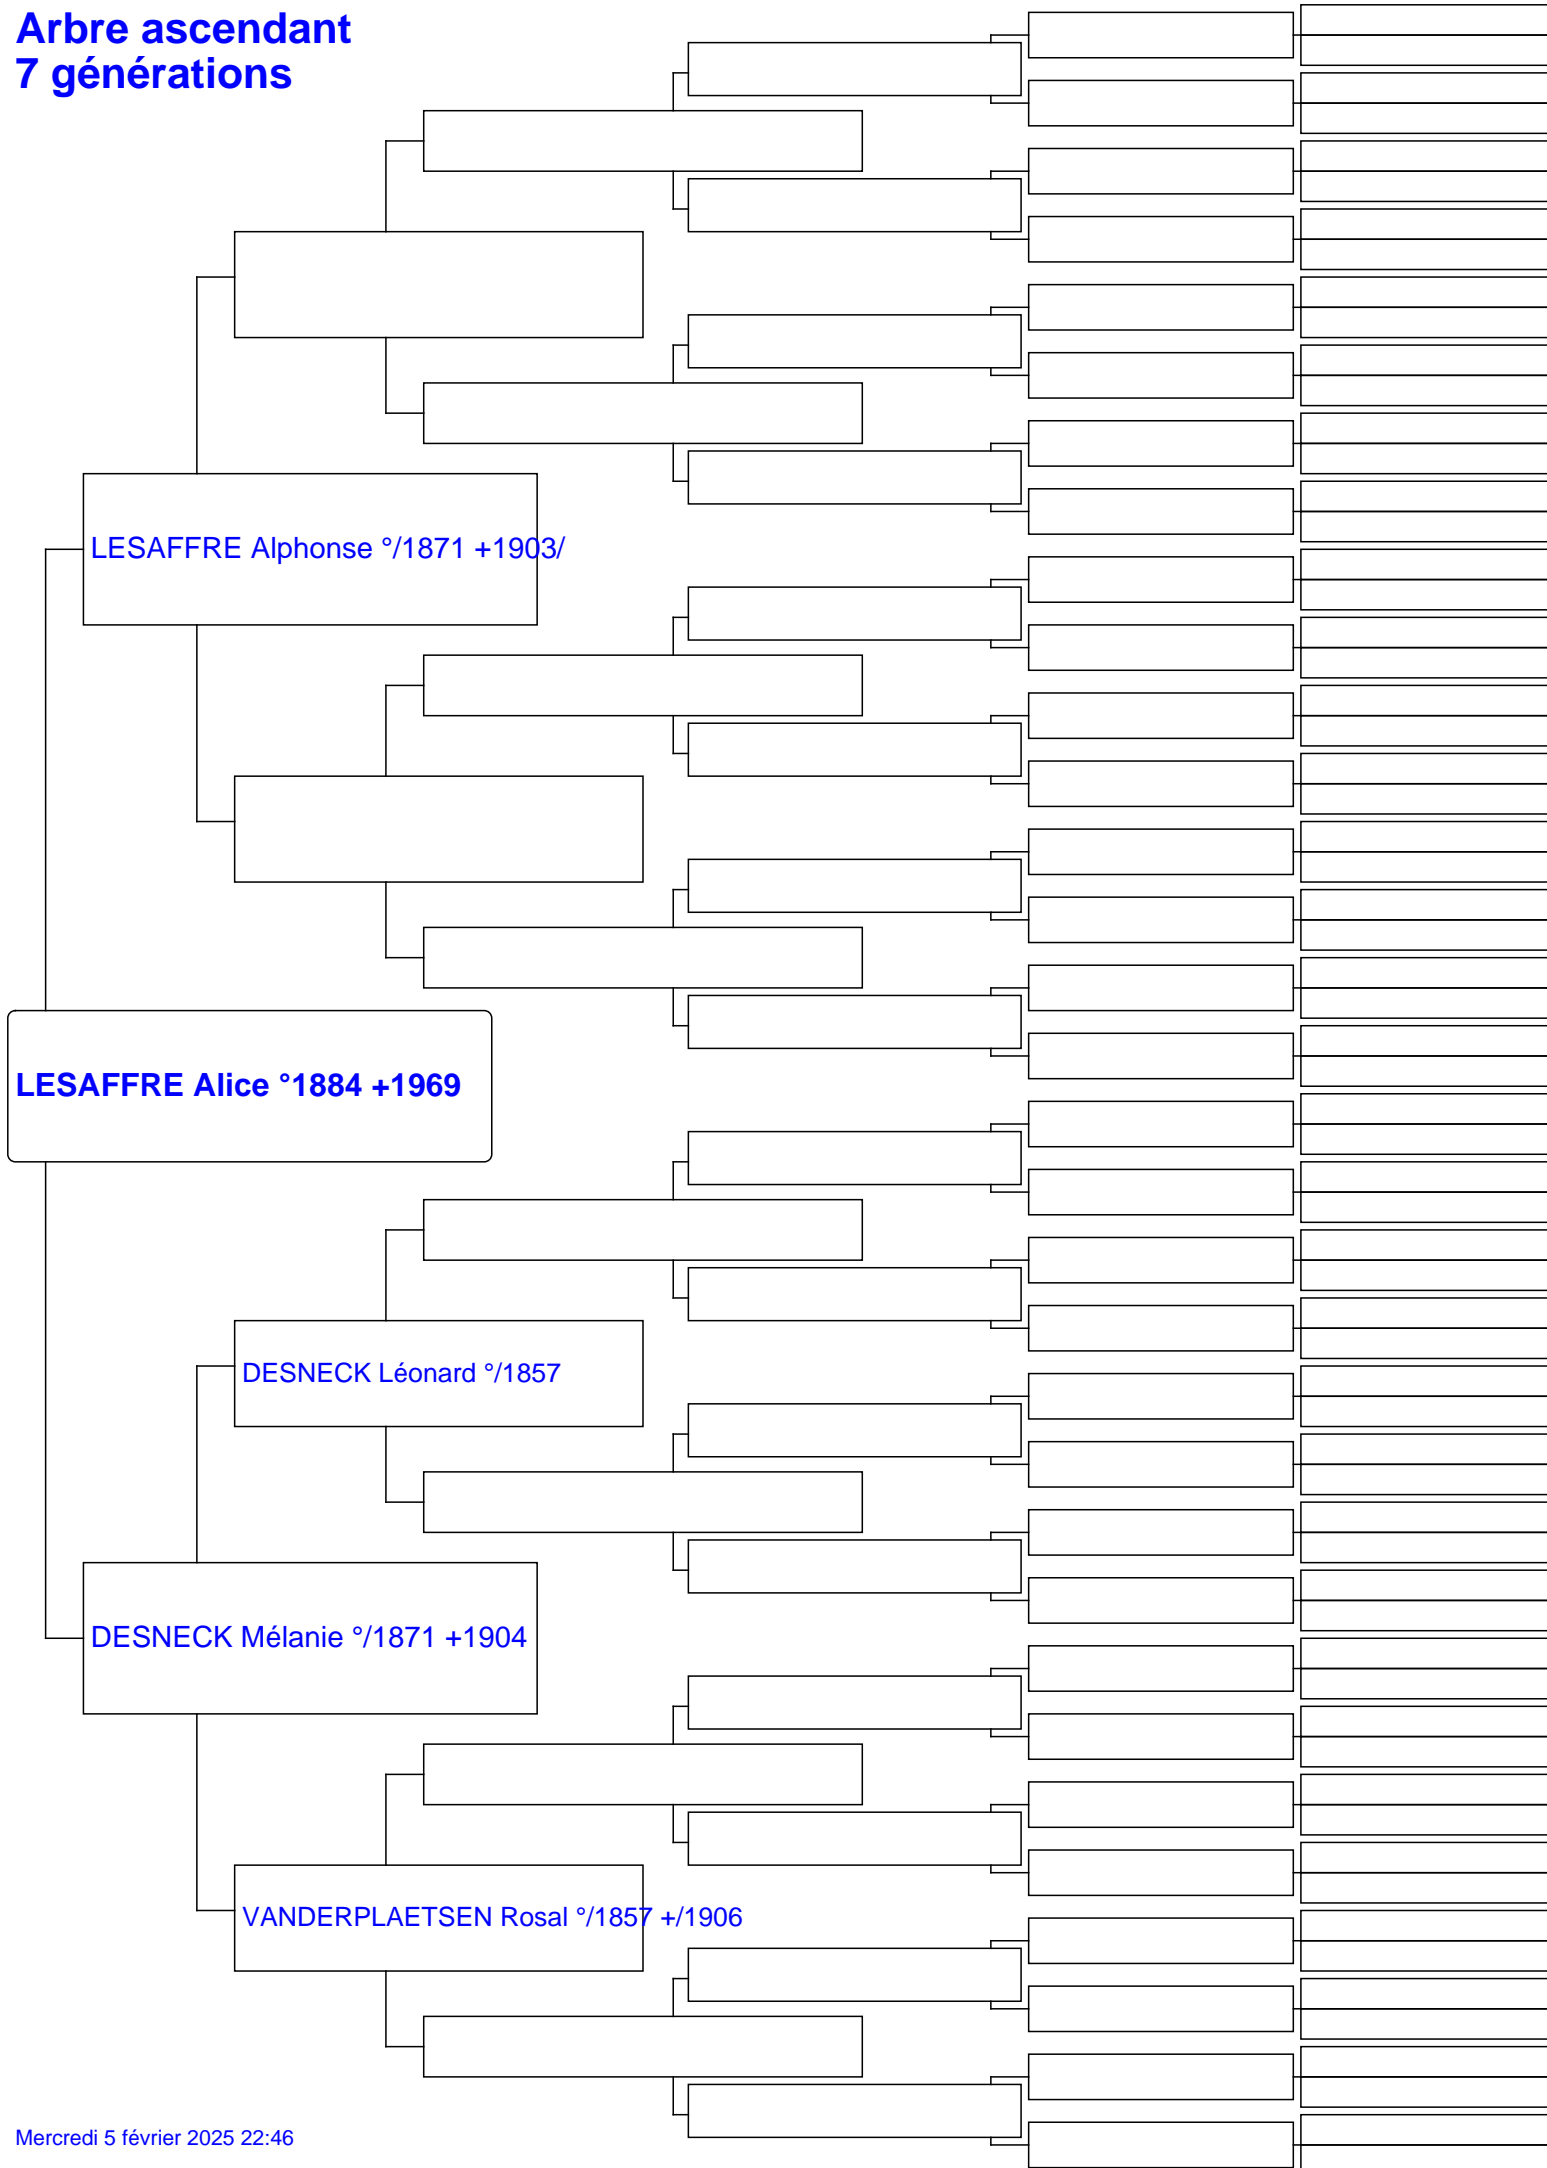 Arbre ascendant
7 générations
LESAFFRE Alphonse °/1871 +1903/
LESAFFRE Alice °1884 +1969
DESNECK Léonard °/1857
DESNECK Mélanie °/1871 +1904
VANDERPLAETSEN Rosal °/1857 +/1906
Mercredi 5 février 2025 22:46